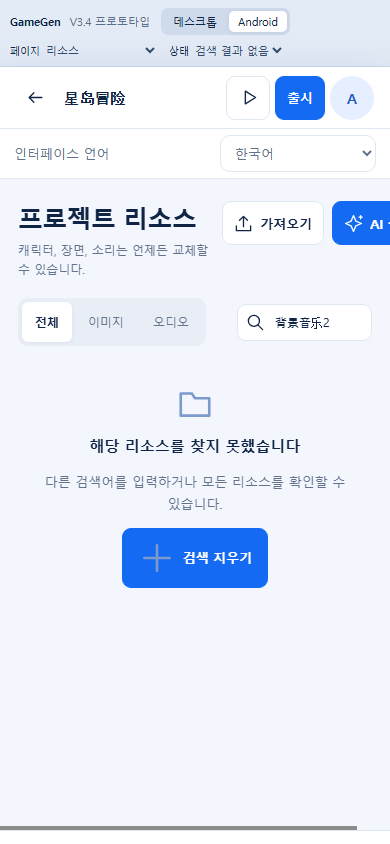 GameGen V3.4 프로토타입 데스크톱 Android
페이지 리소스 상태 검색 결과 없음
星岛冒险 출시 A
인터페이스 언어 한국어
프로젝트 리소스 가져오기 AI
캐릭터, 장면, 소리는 언제든 교체할
수 있습니다.
전체 이미지 오디오 背景音乐2
해당 리소스를 찾지 못했습니다
다른 검색어를 입력하거나 모든 리소스를 확인할 수
있습니다.
검색 지우기